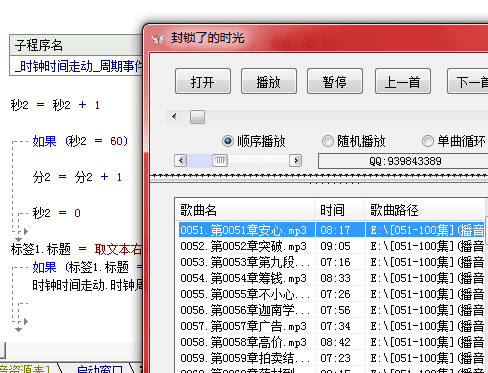 子程序名
_时钟时间走动_周期事件
秒2 = 秒2 + 1
如果 (秒2 = 60)
分2 = 分2 + 1
秒2 = 0
标签1.标题 = 取文本右
如果 (标签1.标题 =
时钟时间走动.时钟周
音资源表]
启动窗口
封锁了的时光
打开 播放 暂停 上一首 下一首
顺序播放 随机播放 单曲循环
QQ:939843389
歌曲名 时间 歌曲路径
0051.第0051章安心.mp3 08:17 E:\[051-100集](播音
0052.第0052章突破.mp3 09:05 E:\[051-100集](播音
0053.第0053章第九段... 07:16 E:\[051-100集](播音
0054.第0054章筹钱.mp3 08:33 E:\[051-100集](播音
0055.第0055章不小心... 07:26 E:\[051-100集](播音
0056.第0056章迦南学... 07:56 E:\[051-100集](播音
0057.第0057章广告.mp3 07:34 E:\[051-100集](播音
0058.第0058章高价.mp3 08:42 E:\[051-100集](播音
0059.第0059章拍卖结... 07:23 E:\[051-100集](播音